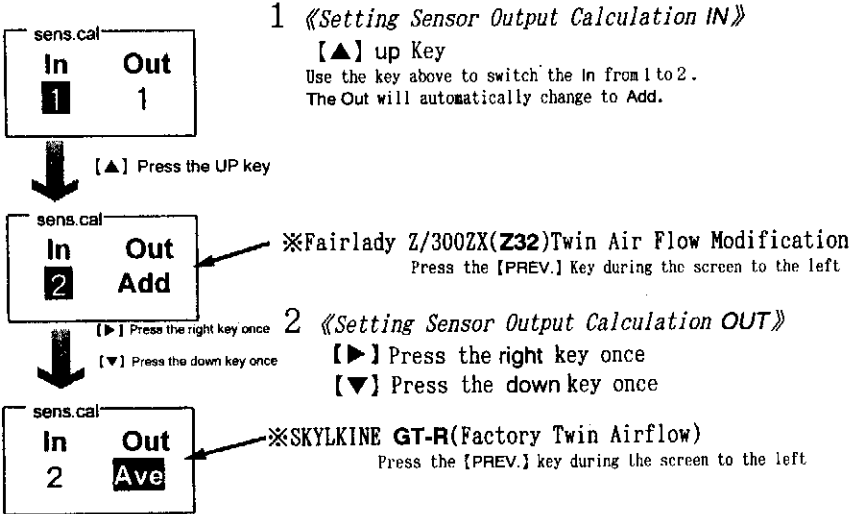 sens.cal
In Out
1 1
1 《Setting Sensor Output Calculation IN》
【▲】 up Key
Use the key above to switch the In from 1 to 2.
The Out will automatically change to Add.
【▲】 Press the UP key
sens.cal
In Out
2 Add
※Fairlady Z/300ZX(Z32)Twin Air Flow Modification
Press the [PREV.] Key during the screen to the left
【▶】 Press the right key once
【▼】 Press the down key once
2 《Setting Sensor Output Calculation OUT》
【▶】 Press the right key once
【▼】 Press the down key once
sens.cal
In Out
2 Ave
※SKYLKINE GT-R(Factory Twin Airflow)
Press the [PREV.] key during the screen to the left